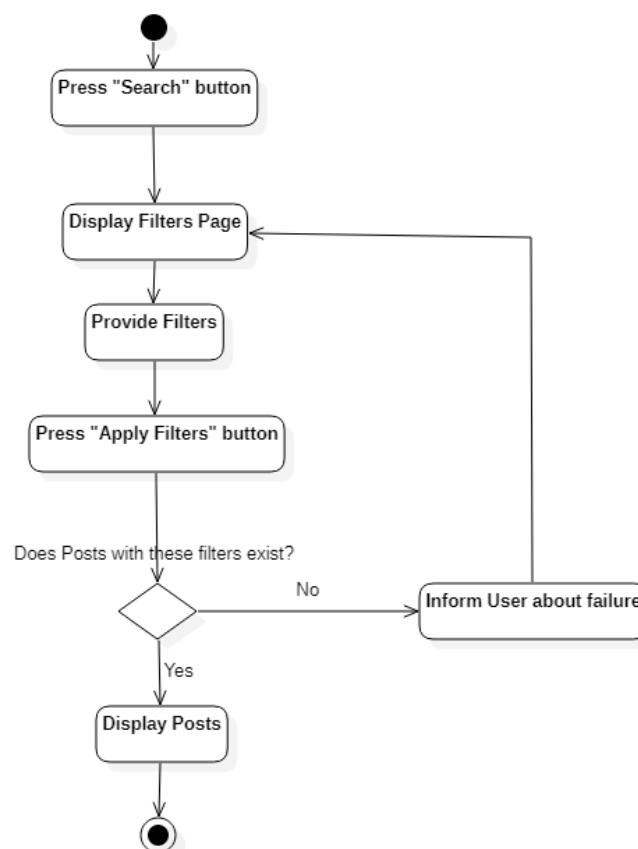 Press "Search" button
Display Filters Page
Provide Filters
Press "Apply Filters" button
Does Posts with these filters exist?
No
Inform User about failure
Yes
Display Posts